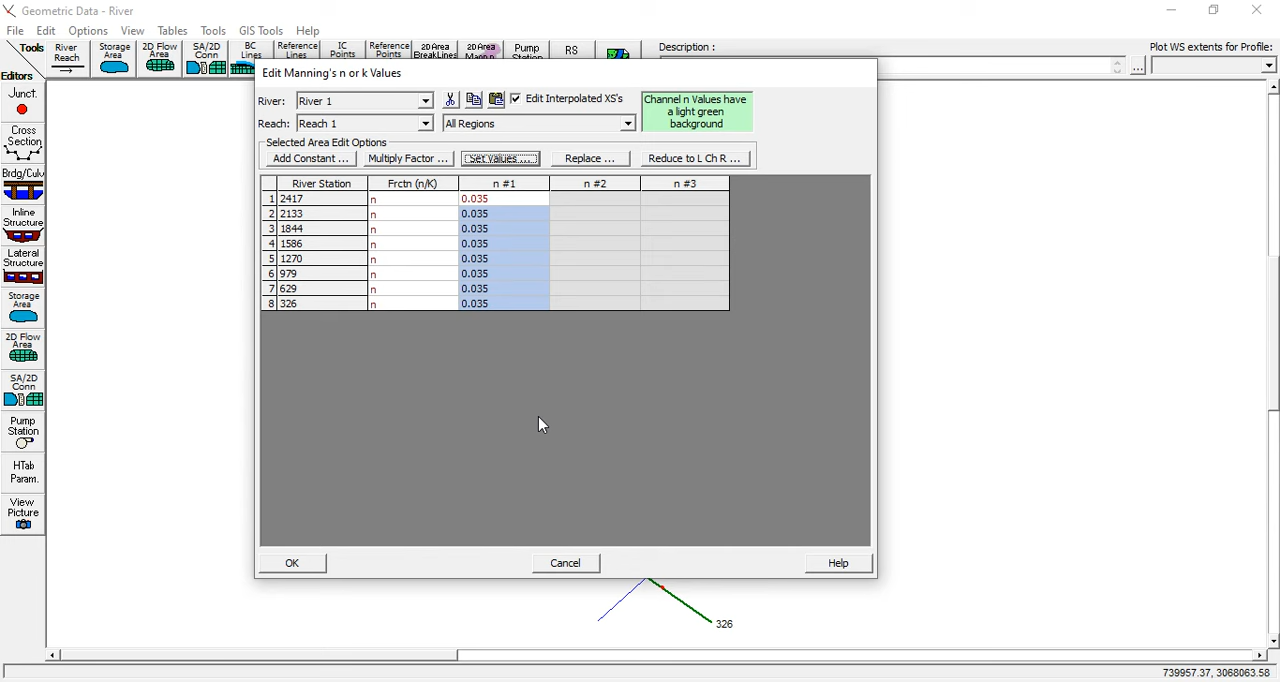 Geometric Data - River
File Edit Options View Tables Tools GIS Tools Help
Tools
Editors
River Reach
Storage Area
2D Flow Area
SA/2D Conn
BC Lines
Reference Lines
IC Points
Reference Points
2D Area BreakLines
2D Area Mann n
Pump Station
RS
Description :
...
Plot WS extents for Profile:
Junct.
Cross Section
Brdg/Culv
Inline Structure
Lateral Structure
Storage Area
2D Flow Area
SA/2D Conn
Pump Station
HTab Param.
View Picture
Edit Manning's n or k Values
River: River 1
Edit Interpolated XS's
Channel n Values have
a light green
background
Reach: Reach 1
All Regions
Selected Area Edit Options
Add Constant ... Multiply Factor ... Set Values ... Replace ... Reduce to L Ch R ...
River Station Frctn (n/K) n #1 n #2 n #3
1 2417 n 0.035
2 2133 n 0.035
3 1844 n 0.035
4 1586 n 0.035
5 1270 n 0.035
6 979 n 0.035
7 629 n 0.035
8 326 n 0.035
OK Cancel Help
326
739957.37, 3068063.58